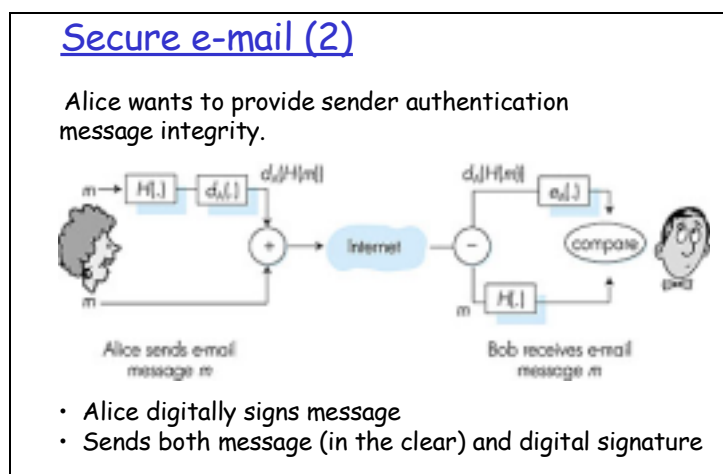 Secure e-mail (2)
Alice wants to provide sender authentication
message integrity.
m
H(.)
dA(.)
dA(H(m))
+
m
Internet
dA(H(m))
−
eA(.)
compare
m
H(.)
Alice sends e-mail
message m
Bob receives e-mail
message m
• Alice digitally signs message
• Sends both message (in the clear) and digital signature